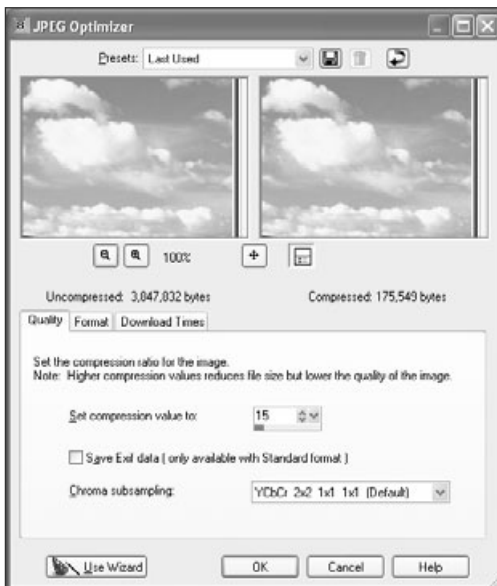 JPEG Optimizer
Presets: Last Used
100%
Uncompressed: 3,847,832 bytes Compressed: 175,549 bytes
Quality Format Download Times
Set the compression ratio for the image.
Note: Higher compression values reduces file size but lower the quality of the image.
Set compression value to: 15
Save Exif data ( only available with Standard format )
Chroma subsampling: YCbCr 2x2 1x1 1x1 (Default)
Use Wizard OK Cancel Help